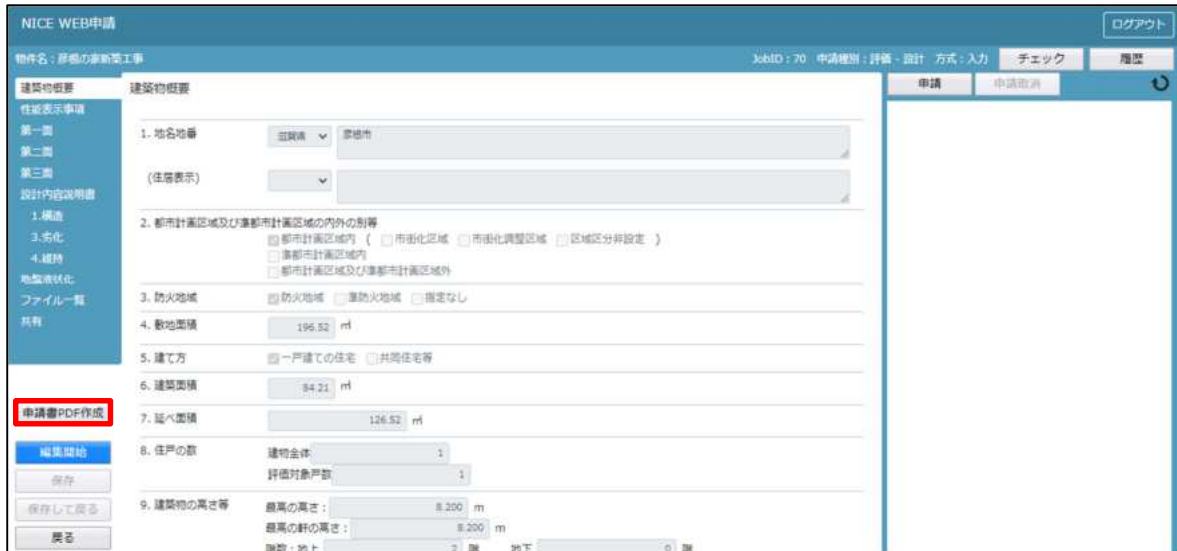 NICE WEB申請
ログアウト
物件名：彦根の家新築工事
JobID：70 申請種別：評価 - 設計 方式：入力
チェック
履歴
建築物概要
性能表示事項
第一面
第二面
第三面
設計内容説明書
1.構造
3.劣化
4.維持
地盤液状化
ファイル一覧
共有
申請書PDF作成
編集開始
保存
保存して戻る
戻る
建築物概要
1. 地名地番
滋賀県
彦根市
(住居表示)
2. 都市計画区域及び準都市計画区域の内外の別等
都市計画区域内 ( 市街化区域 市街化調整区域 区域区分非設定 )
準都市計画区域内
都市計画区域及び準都市計画区域外
3. 防火地域
防火地域 準防火地域 指定なし
4. 敷地面積
196.52 ㎡
5. 建て方
一戸建ての住宅 共同住宅等
6. 建築面積
84.21 ㎡
7. 延べ面積
126.52 ㎡
8. 住戸の数
建物全体 1
評価対象戸数 1
9. 建築物の高さ等
最高の高さ： 8.200 m
最高の軒の高さ： 8.200 m
階数：地上 2 階 地下 0 階
申請
申請取消